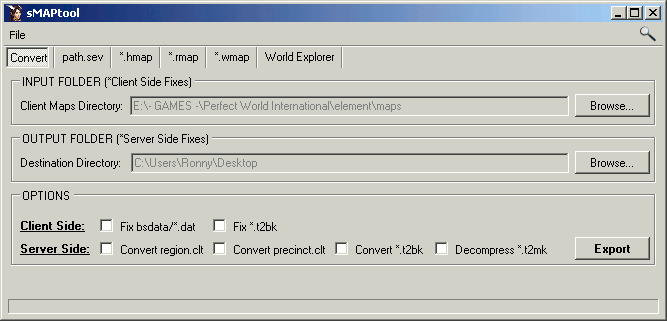 sMAPtool
File
Convert path.sev *.hmap *.rmap *.wmap World Explorer
INPUT FOLDER (*Client Side Fixes)
Client Maps Directory: E:\- GAMES -\Perfect World International\element\maps Browse...
OUTPUT FOLDER (*Server Side Fixes)
Destination Directory: C:\Users\Ronny\Desktop Browse...
OPTIONS
Client Side: Fix bsdata/*.dat Fix *.t2bk
Server Side: Convert region.clt Convert precinct.clt Convert *.t2bk Decompress *.t2mk Export